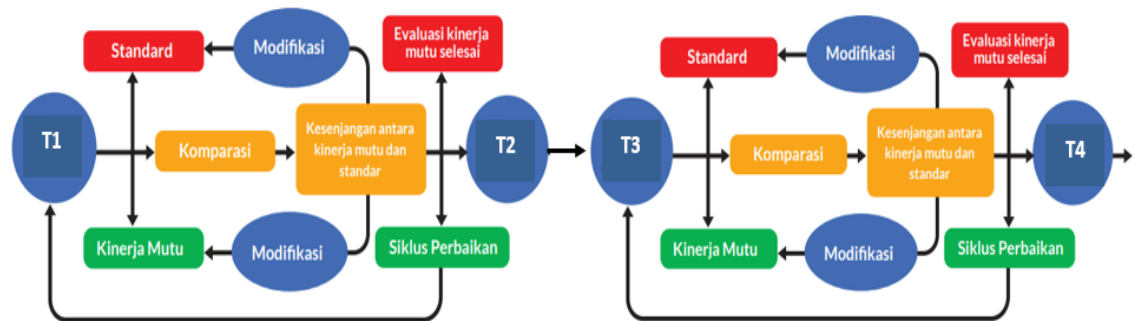 T1
Standard
Modifikasi
Evaluasi kinerja
mutu selesai
Komparasi
Kesenjangan antara
kinerja mutu dan
standar
Kinerja Mutu
Modifikasi
Siklus Perbaikan
T2
T3
Standard
Modifikasi
Evaluasi kinerja
mutu selesai
Komparasi
Kesenjangan antara
kinerja mutu dan
standar
Kinerja Mutu
Modifikasi
Siklus Perbaikan
T4